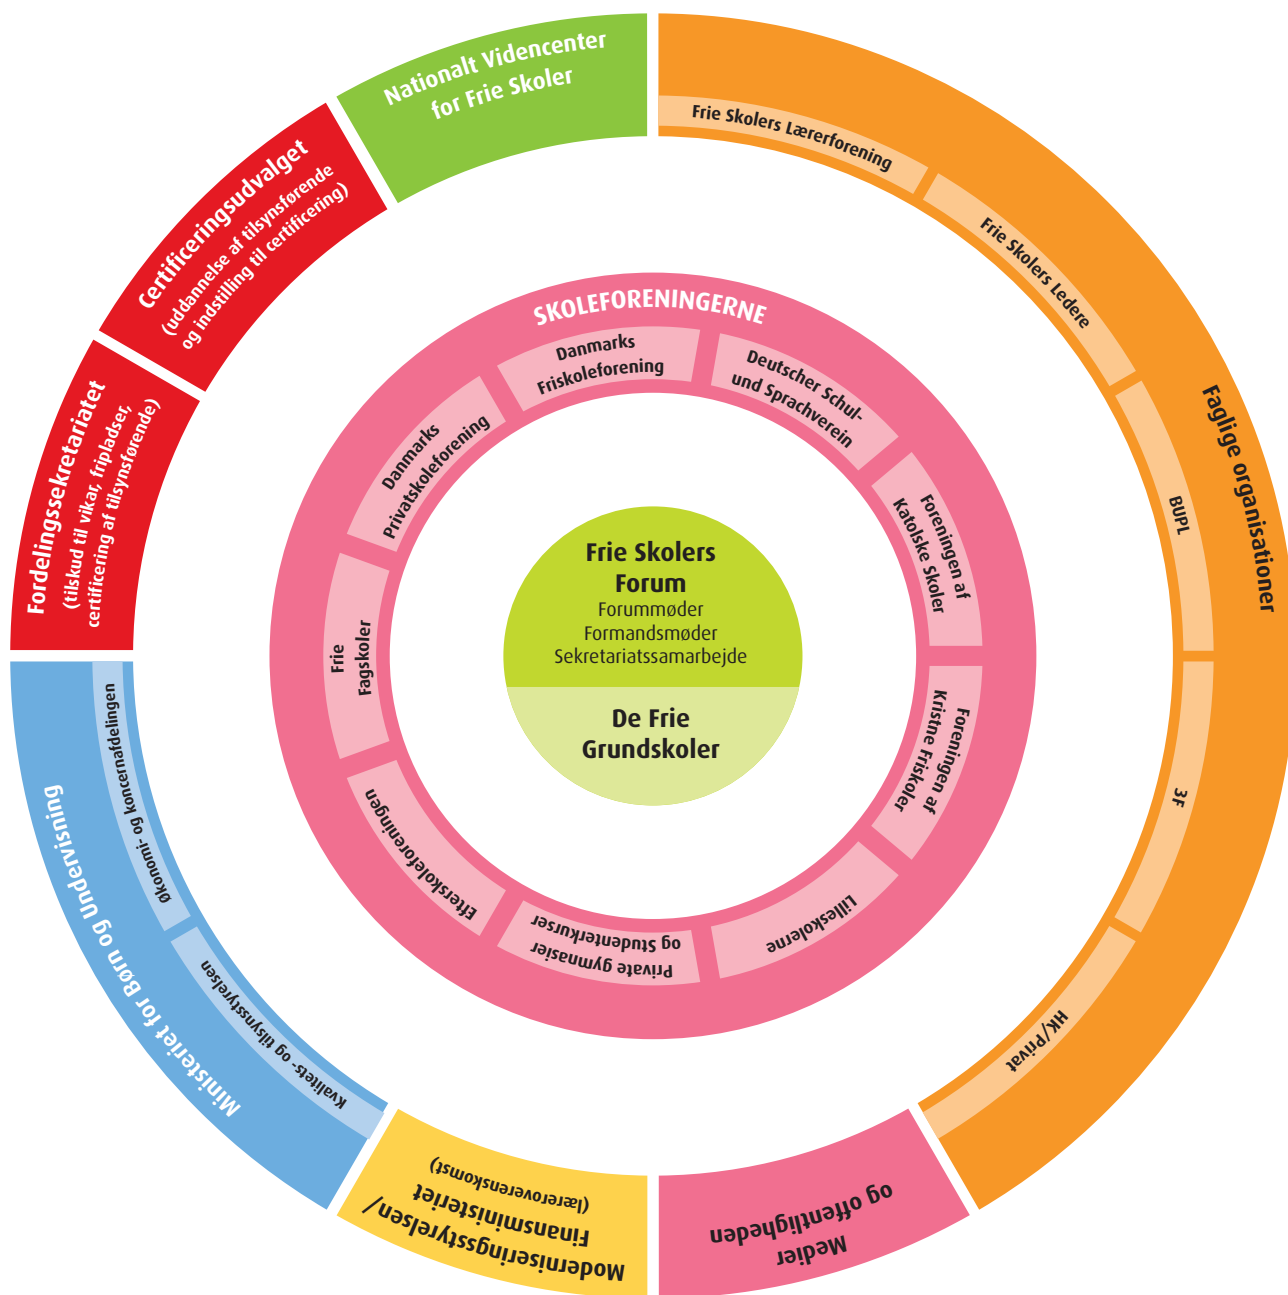 Nationalt Videncenter
for Frie Skoler
Frie Skolers Lærerforening
Frie Skolers Ledere
BUPL
3F
HK/Privat
Faglige organisationer
Medier
og offentligheden
Moderniseringsstyrelsen/
Finansministeriet
(læreroverenskomst)
Ministeriet for Børn og Undervisning
Kvalitets- og tilsynsstyrelsen
Økonomi- og koncernafdelingen
Fordelingssekretariatet
(tilskud til vikar, fripladser,
certificering af tilsynsførende)
Certificeringsudvalget
(uddannelse af tilsynsførende
og indstilling til certificering)
SKOLEFORENINGERNE
Danmarks
Friskoleforening
Deutscher Schul-
und Sprachverein
Foreningen af
Katolske Skoler
Foreningen af
Kristne Friskoler
Lilleskolerne
Private gymnasier
og Studenterkurser
Efterskoleforeningen
Frie
Fagskoler
Danmarks
Privatskoleforening
Frie Skolers
Forum
Forummøder
Formandsmøder
Sekretariatssamarbejde
De Frie
Grundskoler